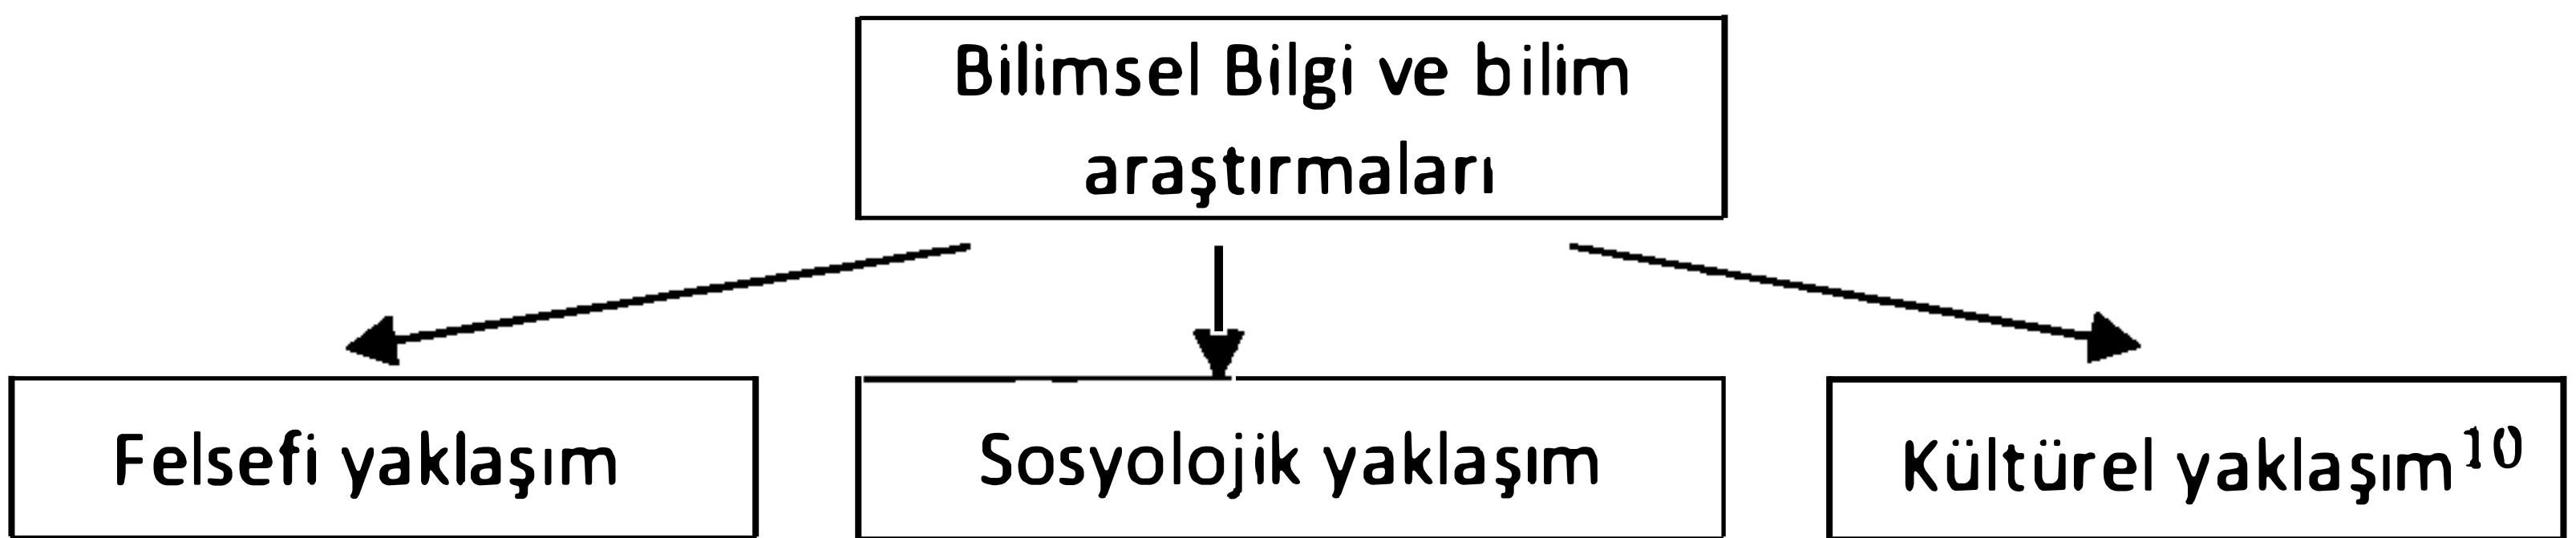 Bilimsel Bilgi ve bilim
araştırmaları
Felsefi yaklaşım
Sosyolojik yaklaşım
Kültürel yaklaşım¹⁰